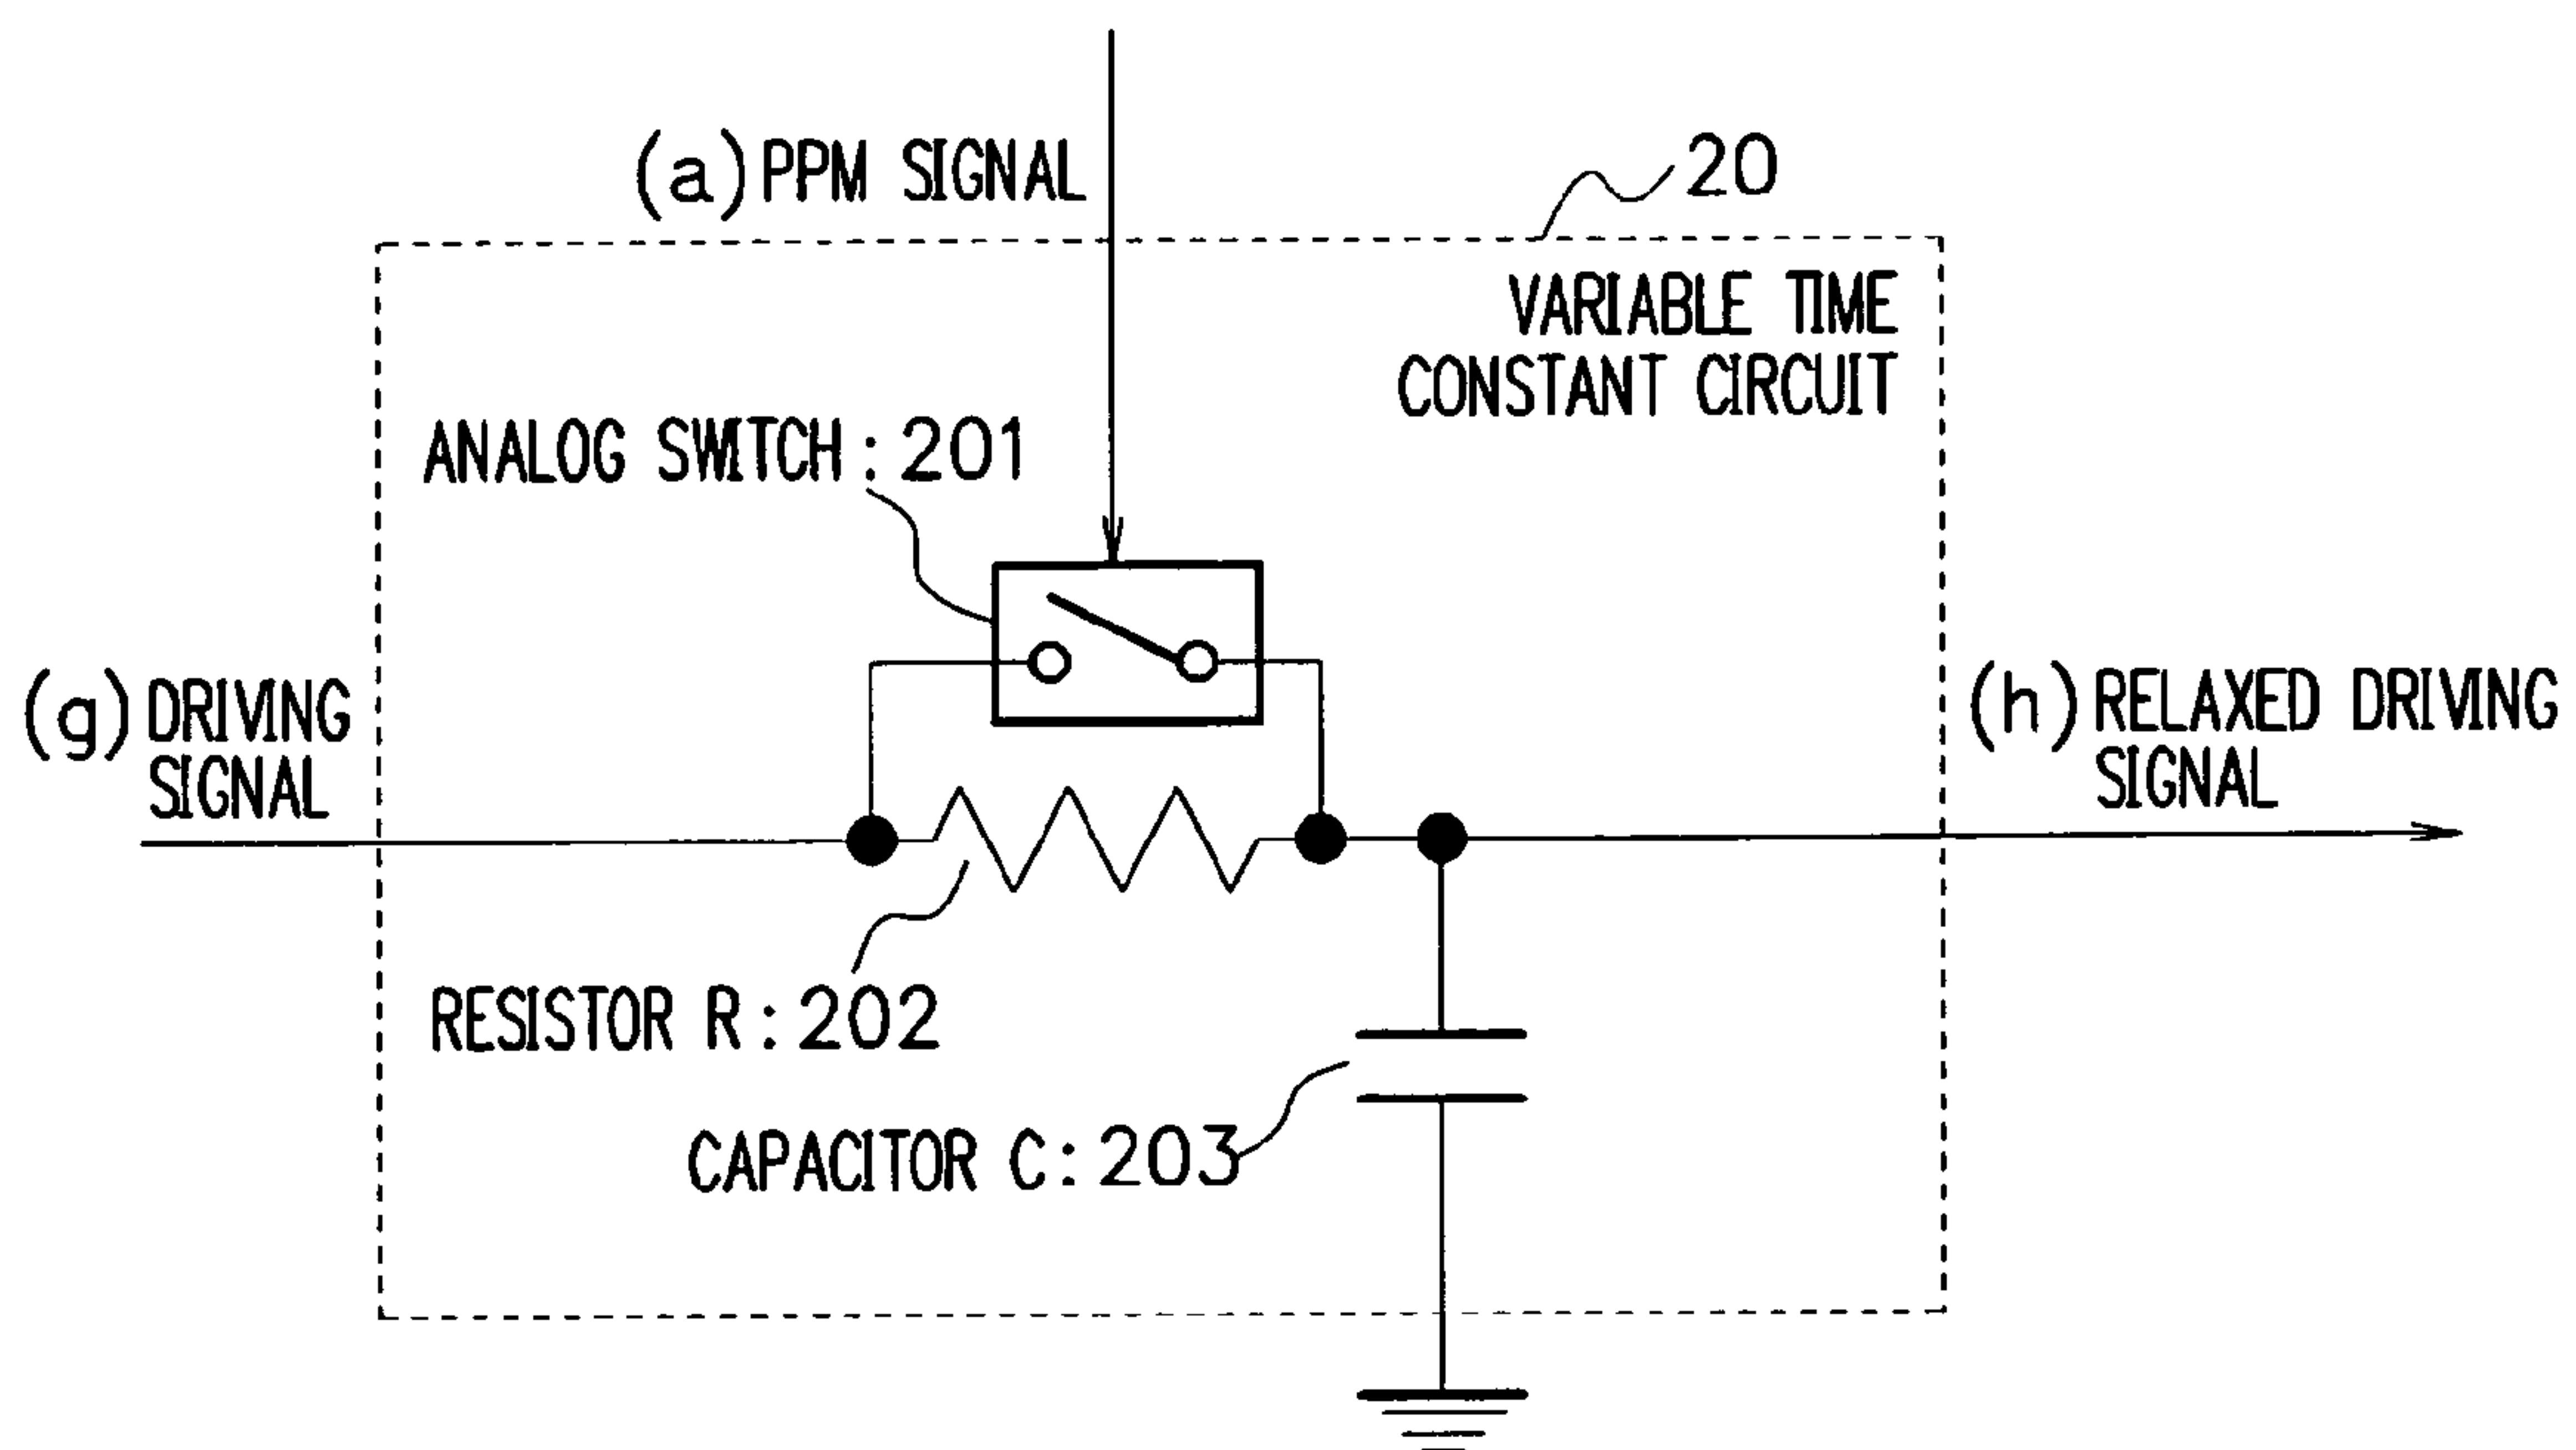 (a) PPM SIGNAL
20
VARIABLE TIME
CONSTANT CIRCUIT
ANALOG SWITCH : 201
(g) DRIVING
SIGNAL
(h) RELAXED DRIVING
SIGNAL
RESISTOR R : 202
CAPACITOR C : 203